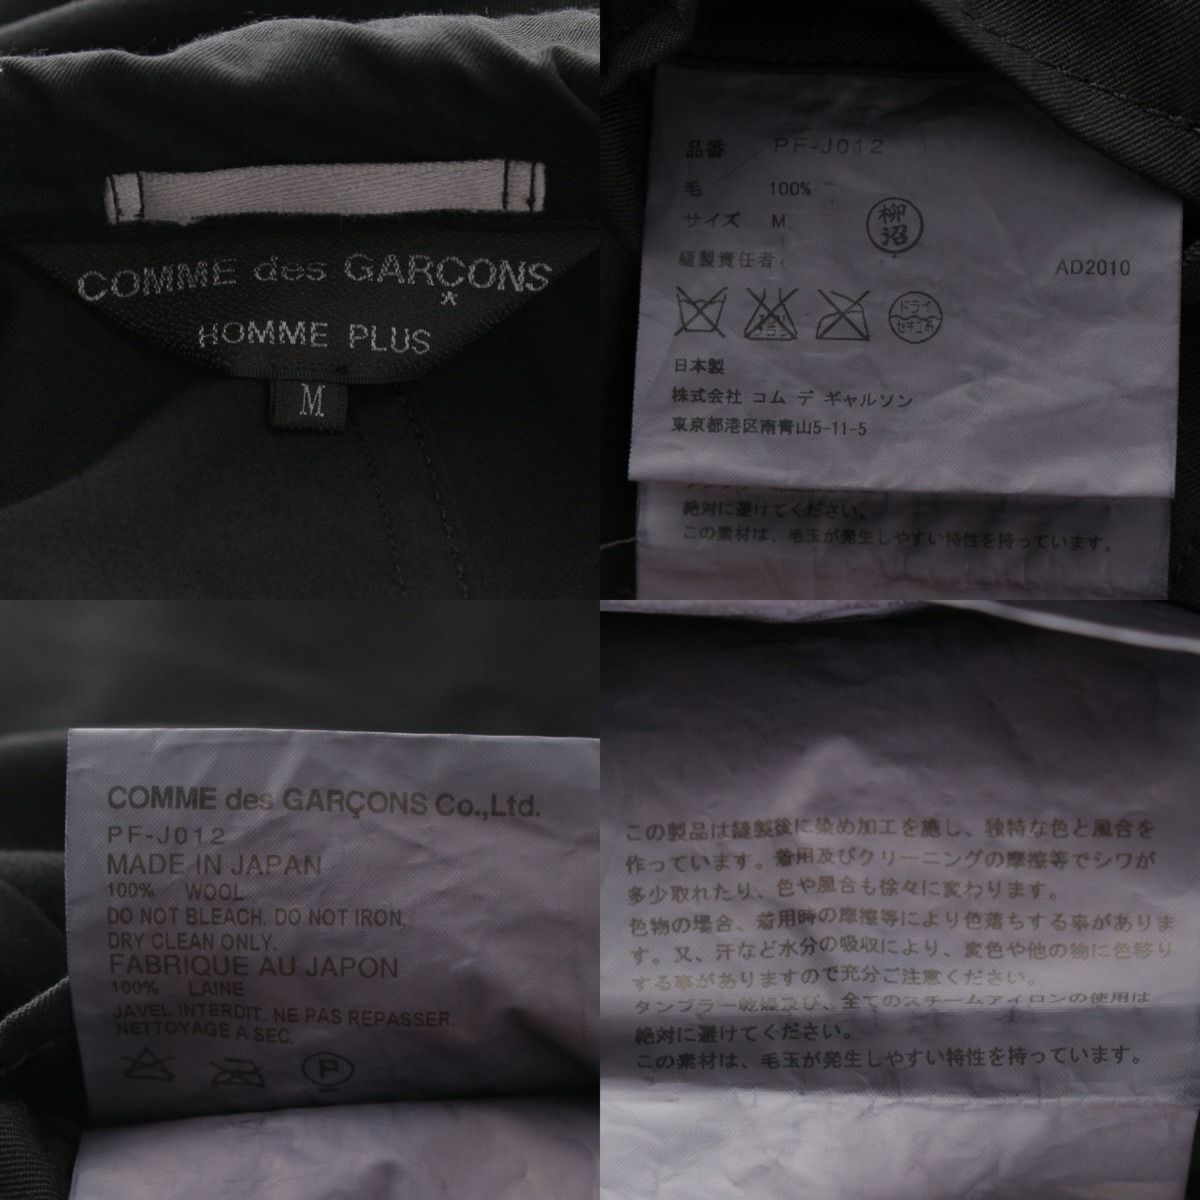 COMME des GARÇONS
*
HOMME PLUS
M
品番 PF-J012
毛 100%
サイズ M
柳沼
縫製責任者
AD2010
ドライ
セキユ系
日本製
株式会社 コム デ ギャルソン
東京都港区南青山5-11-5
絶対に避けてください。
この素材は、毛玉が発生しやすい特性を持っています。
COMME des GARÇONS Co.,Ltd.
PF-J012
MADE IN JAPAN
100% WOOL
DO NOT BLEACH. DO NOT IRON.
DRY CLEAN ONLY.
FABRIQUE AU JAPON
100% LAINE
JAVEL INTERDIT. NE PAS REPASSER.
NETTOYAGE A SEC.
P
この製品は縫製後に染め加工を施し、独特な色と風合を
作っています。着用及びクリーニングの摩擦等でシワが
多少取れたり、色や風合も徐々に変わります。
色物の場合、着用時の摩擦等により色落ちする事がありま
す。又、汗など水分の吸収により、変色や他の物に色移り
する事がありますので充分ご注意ください。
タンブラー乾燥及び、全てのスチームアイロンの使用は
絶対に避けてください。
この素材は、毛玉が発生しやすい特性を持っています。